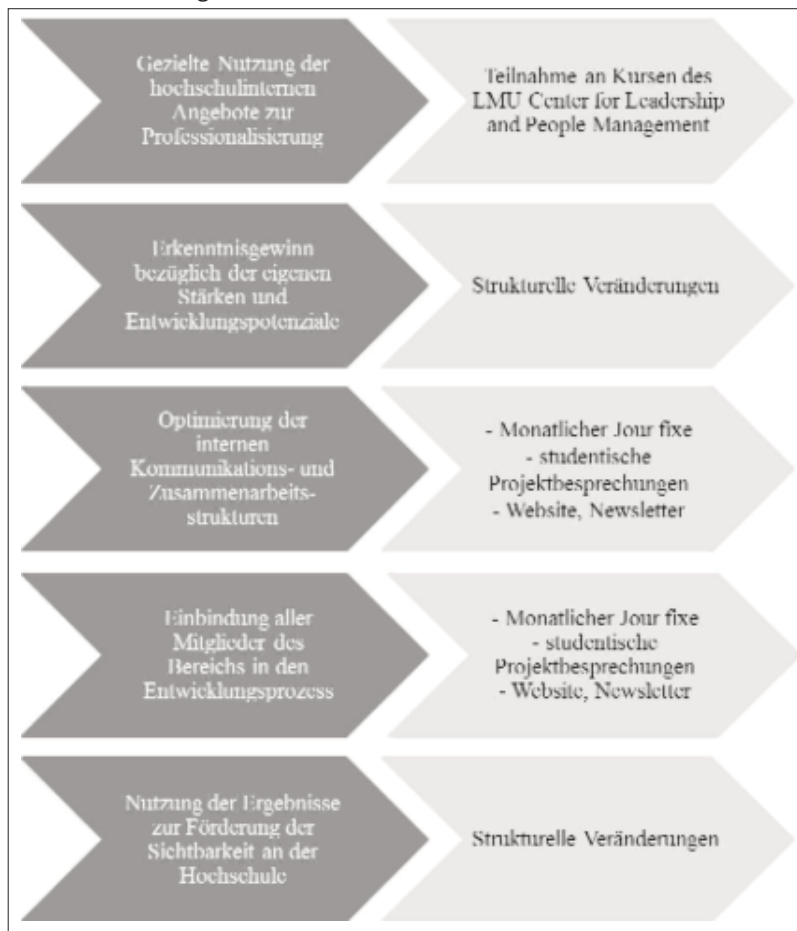 Gezielte Nutzung der
hochschulinternen
Angebote zur
Professionalisierung
Teilnahme an Kursen des
LMU Center for Leadership
and People Management
Erkenntnisgewinn
bezüglich der eigenen
Stärken und
Entwicklungspotenziale
Strukturelle Veränderungen
Optimierung der
internen
Kommunikations- und
Zusammenarbeits-
strukturen
- Monatlicher Jour fixe
- studentische
Projektbesprechungen
- Website, Newsletter
Einbindung aller
Mitglieder des
Bereichs in den
Entwicklungsprozess
- Monatlicher Jour fixe
- studentische
Projektbesprechungen
- Website, Newsletter
Nutzung der Ergebnisse
zur Förderung der
Sichtbarkeit an der
Hochschule
Strukturelle Veränderungen